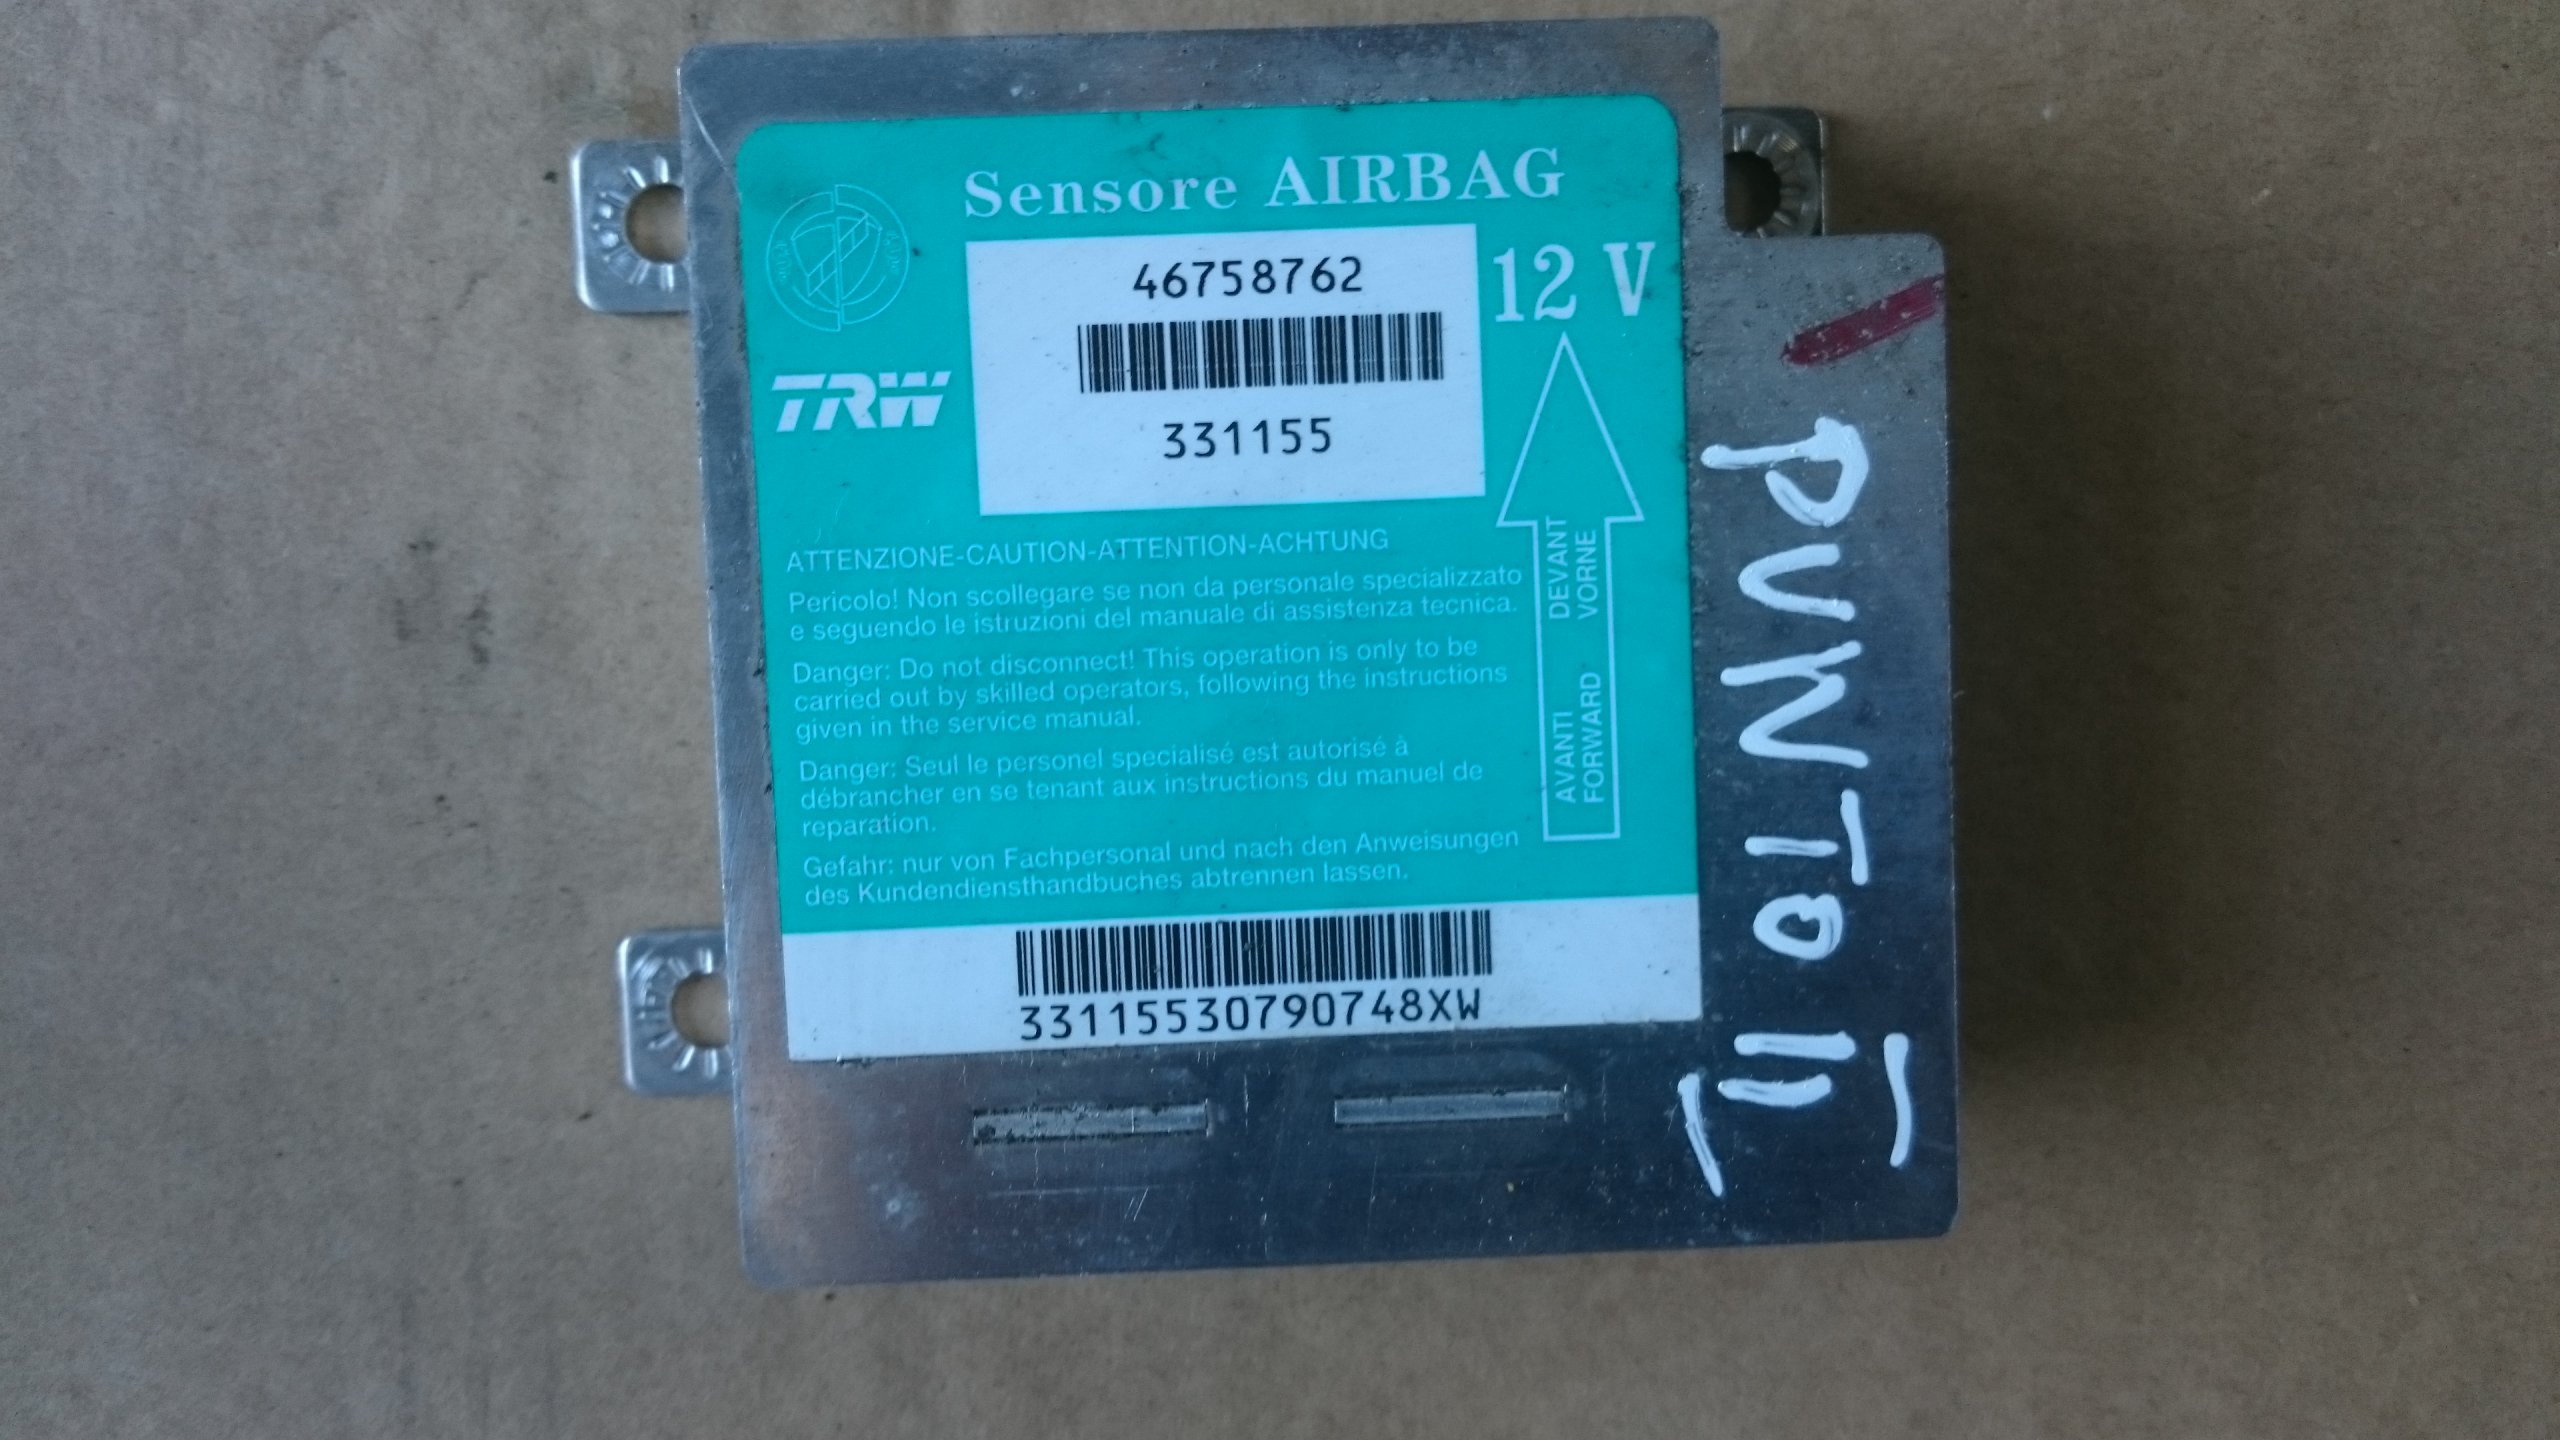 Sensore AIRBAG
46758762
12 V
TRW
331155
ATTENZIONE-CAUTION-ATTENTION-ACHTUNG
Pericolo! Non scollegare se non da personale specializzato
e seguendo le istruzioni del manuale di assistenza tecnica.
Danger: Do not disconnect! This operation is only to be
carried out by skilled operators, following the instructions
given in the service manual.
Danger: Seul le personel specialisé est autorisé à
débrancher en se tenant aux instructions du manuel de
reparation.
Gefahr: nur von Fachpersonal und nach den Anweisungen
des Kundendiensthandbuches abtrennen lassen.
AVANTI DEVANT
FORWARD VORNE
33115530790748XW
PUNTO II